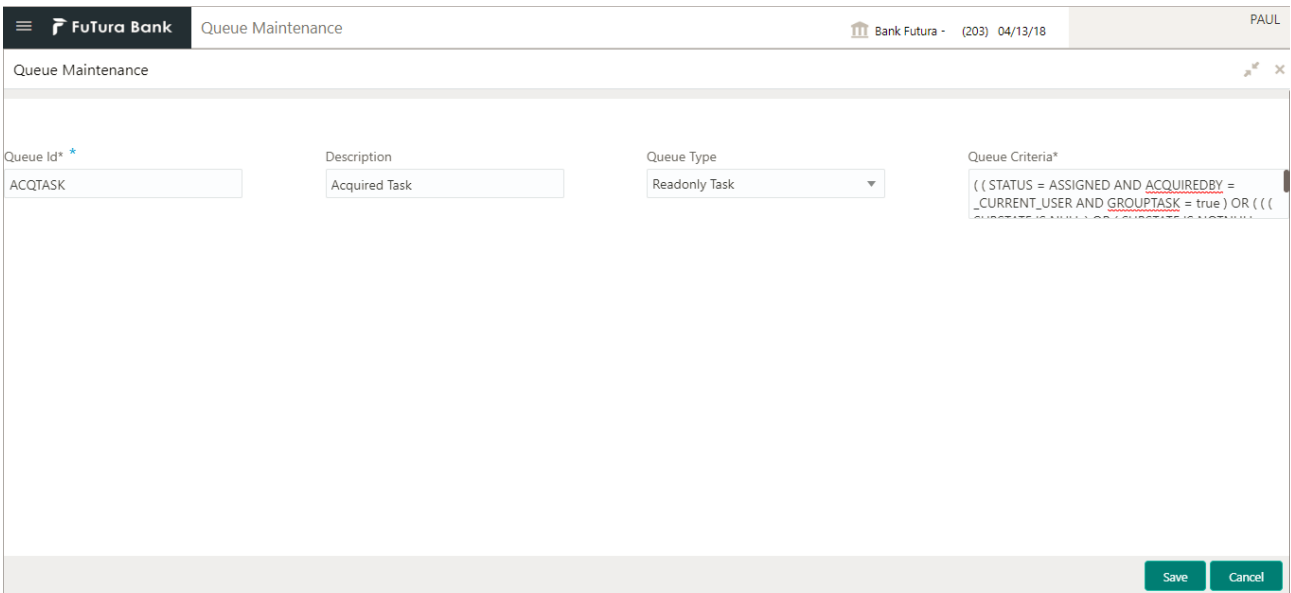 FuTura Bank
Queue Maintenance
Bank Futura - (203) 04/13/18
PAUL
Queue Maintenance
Queue Id* *
Description
Queue Type
Queue Criteria*
ACQTASK
Acquired Task
Readonly Task
( ( STATUS = ASSIGNED AND ACQUIREDBY =
_CURRENT_USER AND GROUPTASK = true ) OR ( ( (
Save
Cancel